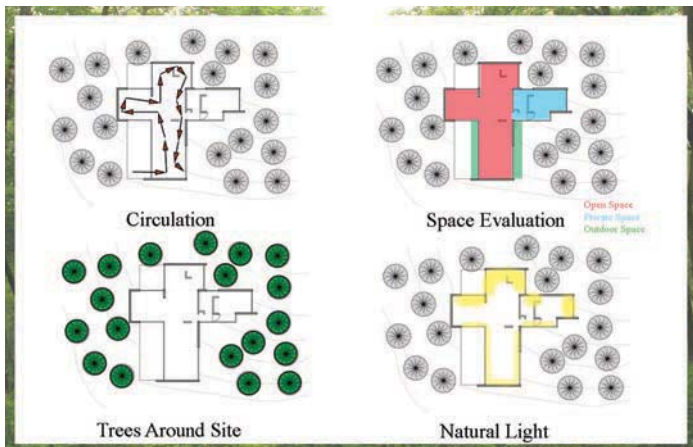 Circulation
Space Evaluation
Open Space
Private Space
Outdoor Space
Trees Around Site
Natural Light